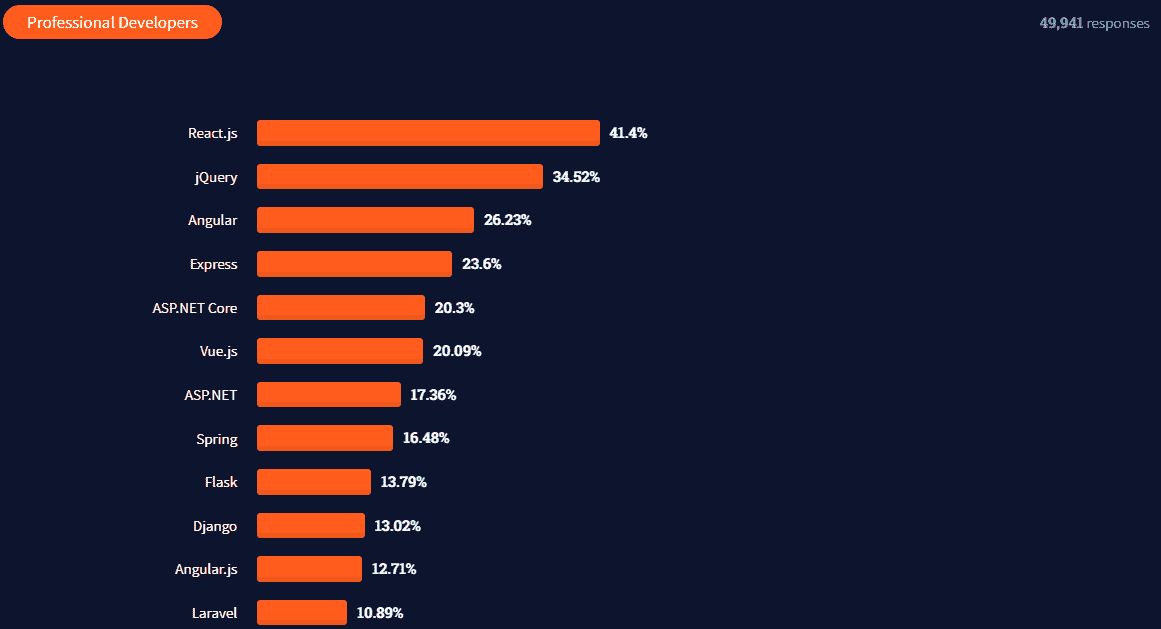 Professional Developers
49,941 responses
React.js 41.4%
jQuery 34.52%
Angular 26.23%
Express 23.6%
ASP.NET Core 20.3%
Vue.js 20.09%
ASP.NET 17.36%
Spring 16.48%
Flask 13.79%
Django 13.02%
Angular.js 12.71%
Laravel 10.89%